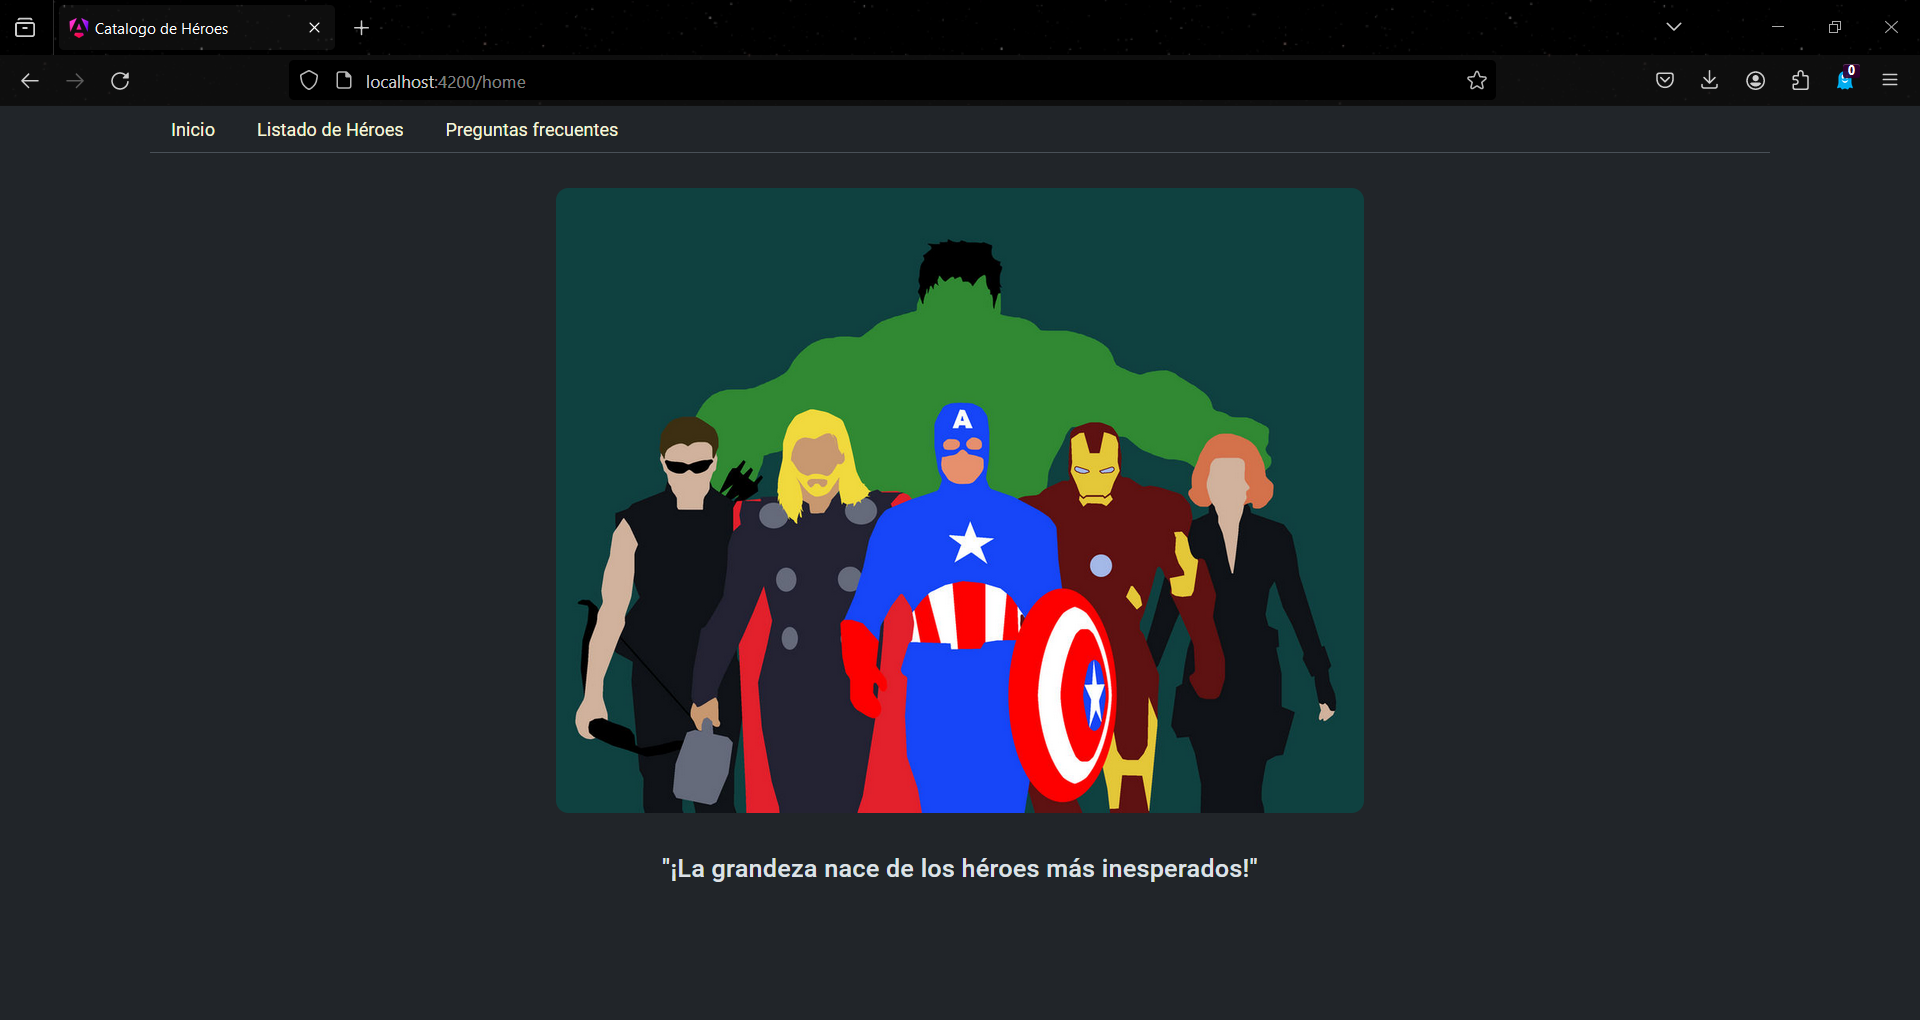 Catalogo de Héroes
localhost:4200/home
0
Inicio Listado de Héroes Preguntas frecuentes
A
"¡La grandeza nace de los héroes más inesperados!"